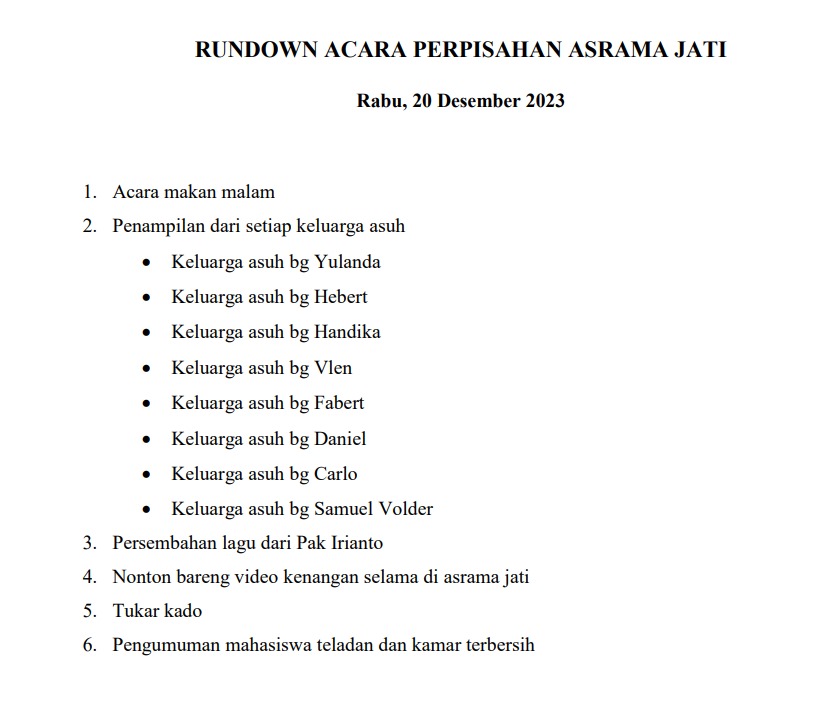 RUNDOWN ACARA PERPISAHAN ASRAMA JATI
Rabu, 20 Desember 2023
1. Acara makan malam
2. Penampilan dari setiap keluarga asuh
• Keluarga asuh bg Yulanda
• Keluarga asuh bg Hebert
• Keluarga asuh bg Handika
• Keluarga asuh bg Vlen
• Keluarga asuh bg Fabert
• Keluarga asuh bg Daniel
• Keluarga asuh bg Carlo
• Keluarga asuh bg Samuel Volder
3. Persembahan lagu dari Pak Irianto
4. Nonton bareng video kenangan selama di asrama jati
5. Tukar kado
6. Pengumuman mahasiswa teladan dan kamar terbersih